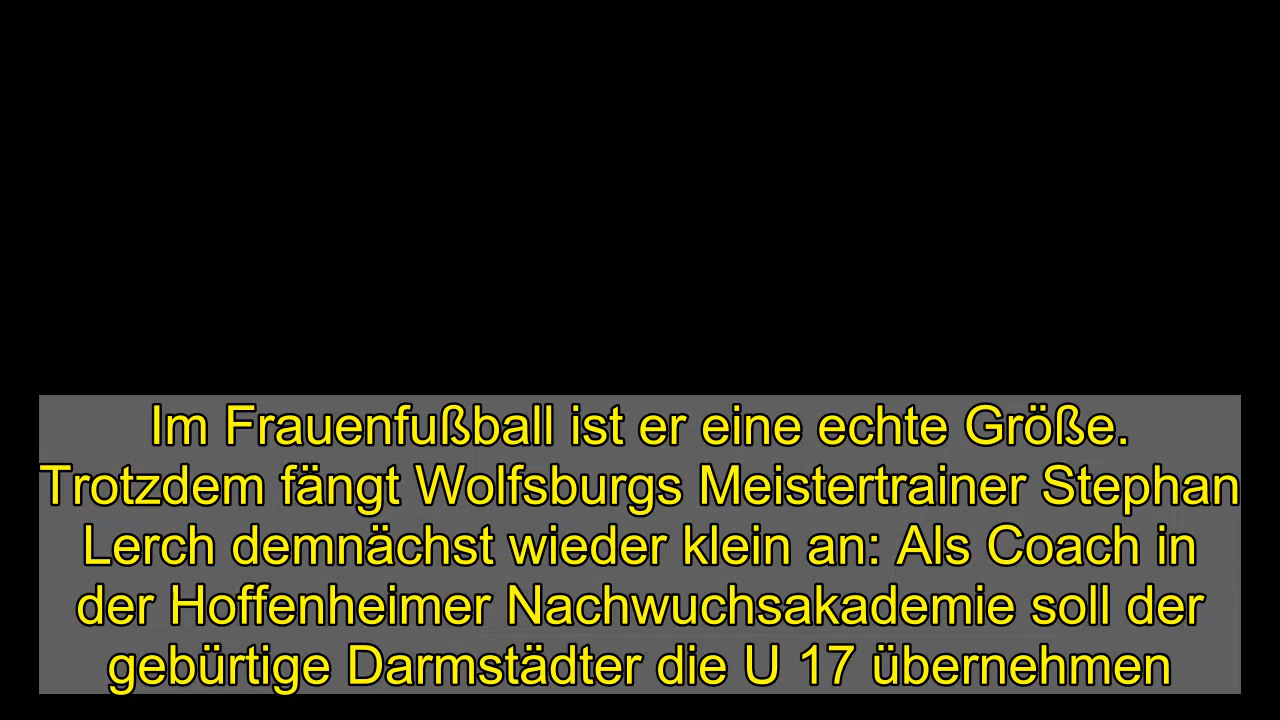 Im Frauenfußball ist er eine echte Größe.
Trotzdem fängt Wolfsburgs Meistertrainer Stephan
Lerch demnächst wieder klein an: Als Coach in
der Hoffenheimer Nachwuchsakademie soll der
gebürtige Darmstädter die U 17 übernehmen